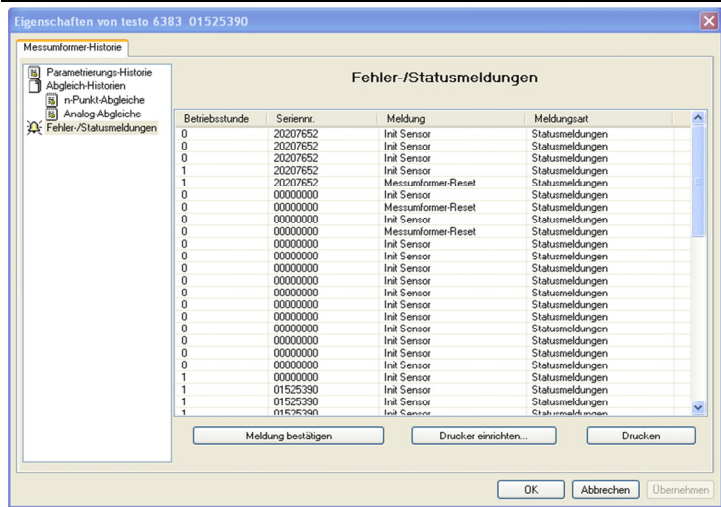 Eigenschaften von testo 6383 01525390
Messumformer-Historie
Parametrierungs-Historie
Abgleich-Historien
n-Punkt-Abgleiche
Analog-Abgleiche
Fehler-/Statusmeldungen
Fehler-/Statusmeldungen
Betriebsstunde Seriennr. Meldung Meldungsart
0 20207652 Init Sensor Statusmeldungen
0 20207652 Init Sensor Statusmeldungen
0 20207652 Init Sensor Statusmeldungen
1 20207652 Init Sensor Statusmeldungen
1 20207652 Messumformer-Reset Statusmeldungen
0 00000000 Init Sensor Statusmeldungen
0 00000000 Messumformer-Reset Statusmeldungen
0 00000000 Init Sensor Statusmeldungen
0 00000000 Messumformer-Reset Statusmeldungen
0 00000000 Init Sensor Statusmeldungen
0 00000000 Init Sensor Statusmeldungen
0 00000000 Init Sensor Statusmeldungen
0 00000000 Init Sensor Statusmeldungen
0 00000000 Init Sensor Statusmeldungen
0 00000000 Init Sensor Statusmeldungen
0 00000000 Init Sensor Statusmeldungen
0 00000000 Init Sensor Statusmeldungen
0 00000000 Init Sensor Statusmeldungen
0 00000000 Init Sensor Statusmeldungen
0 00000000 Init Sensor Statusmeldungen
1 00000000 Init Sensor Statusmeldungen
1 01525390 Init Sensor Statusmeldungen
1 01525390 Init Sensor Statusmeldungen
1 01525390 Init Sensor Statusmeldungen
Meldung bestätigen Drucker einrichten... Drucken
OK Abbrechen Übernehmen